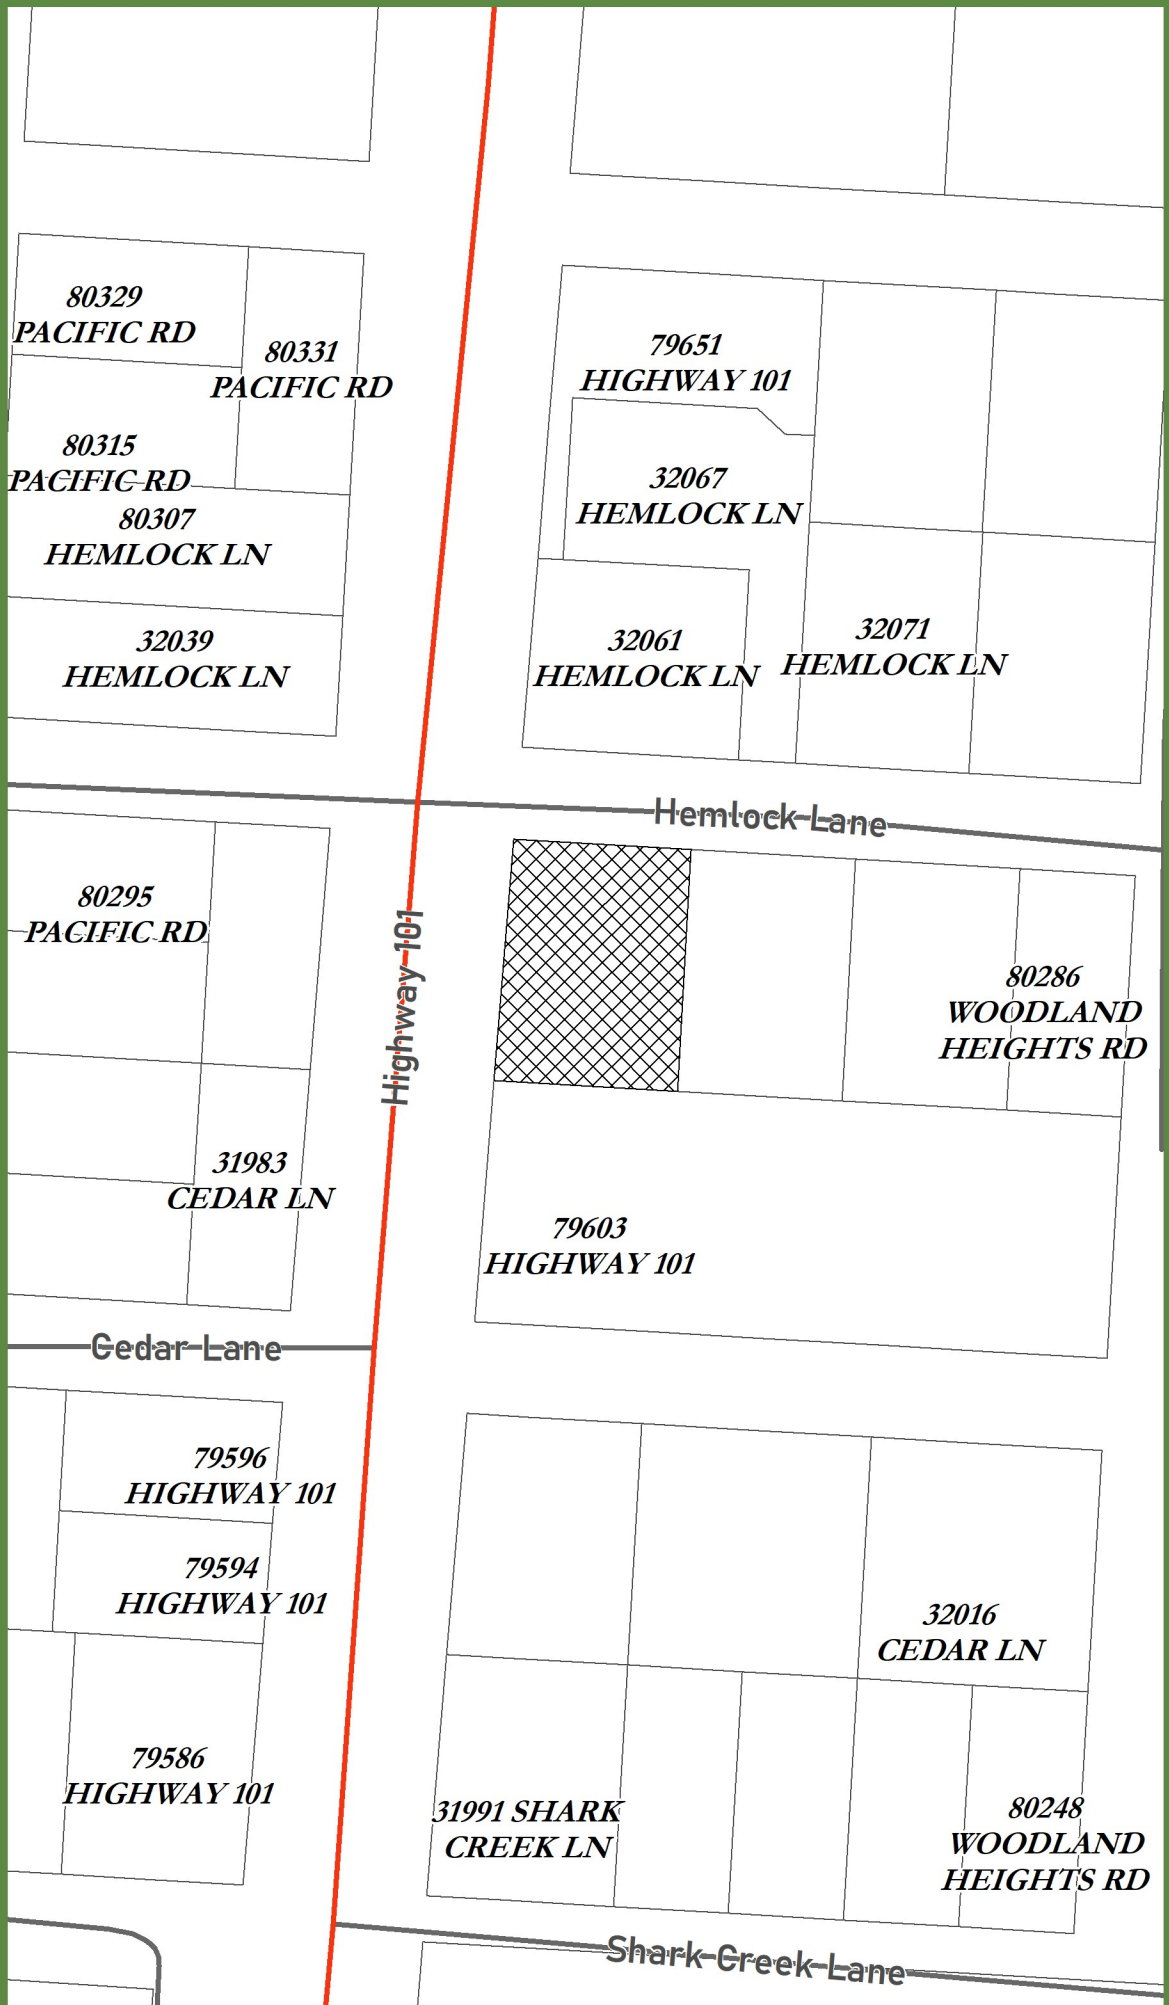 80329
PACIFIC RD
80331
PACIFIC RD
79651
HIGHWAY 101
80315
PACIFIC RD
32067
HEMLOCK LN
80307
HEMLOCK LN
32039
HEMLOCK LN
32061
HEMLOCK LN
32071
HEMLOCK LN
Hemlock Lane
80295
PACIFIC RD
Highway 101
80286
WOODLAND
HEIGHTS RD
31983
CEDAR LN
79603
HIGHWAY 101
Cedar Lane
79596
HIGHWAY 101
79594
HIGHWAY 101
32016
CEDAR LN
79586
HIGHWAY 101
31991 SHARK
CREEK LN
80248
WOODLAND
HEIGHTS RD
Shark Creek Lane